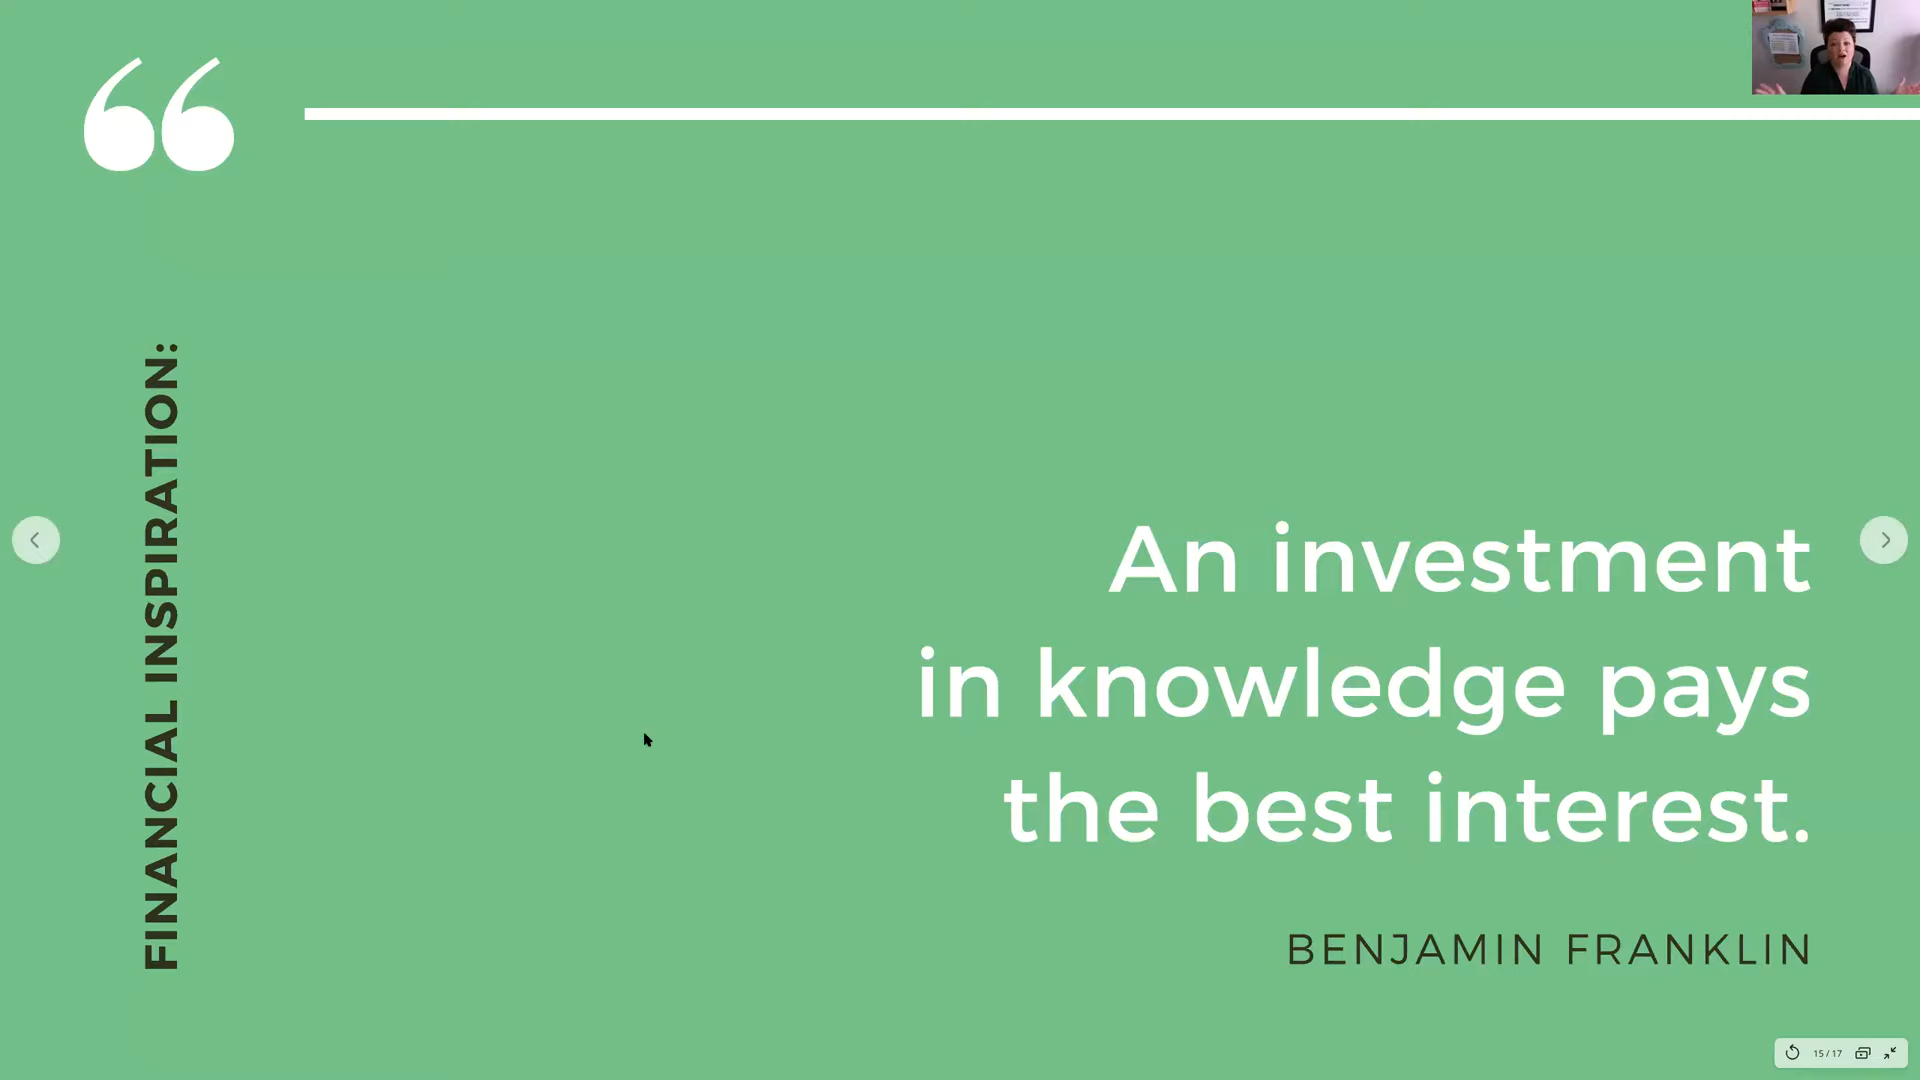 “
FINANCIAL INSPIRATION:
An investment
in knowledge pays
the best interest.
BENJAMIN FRANKLIN
15 / 17